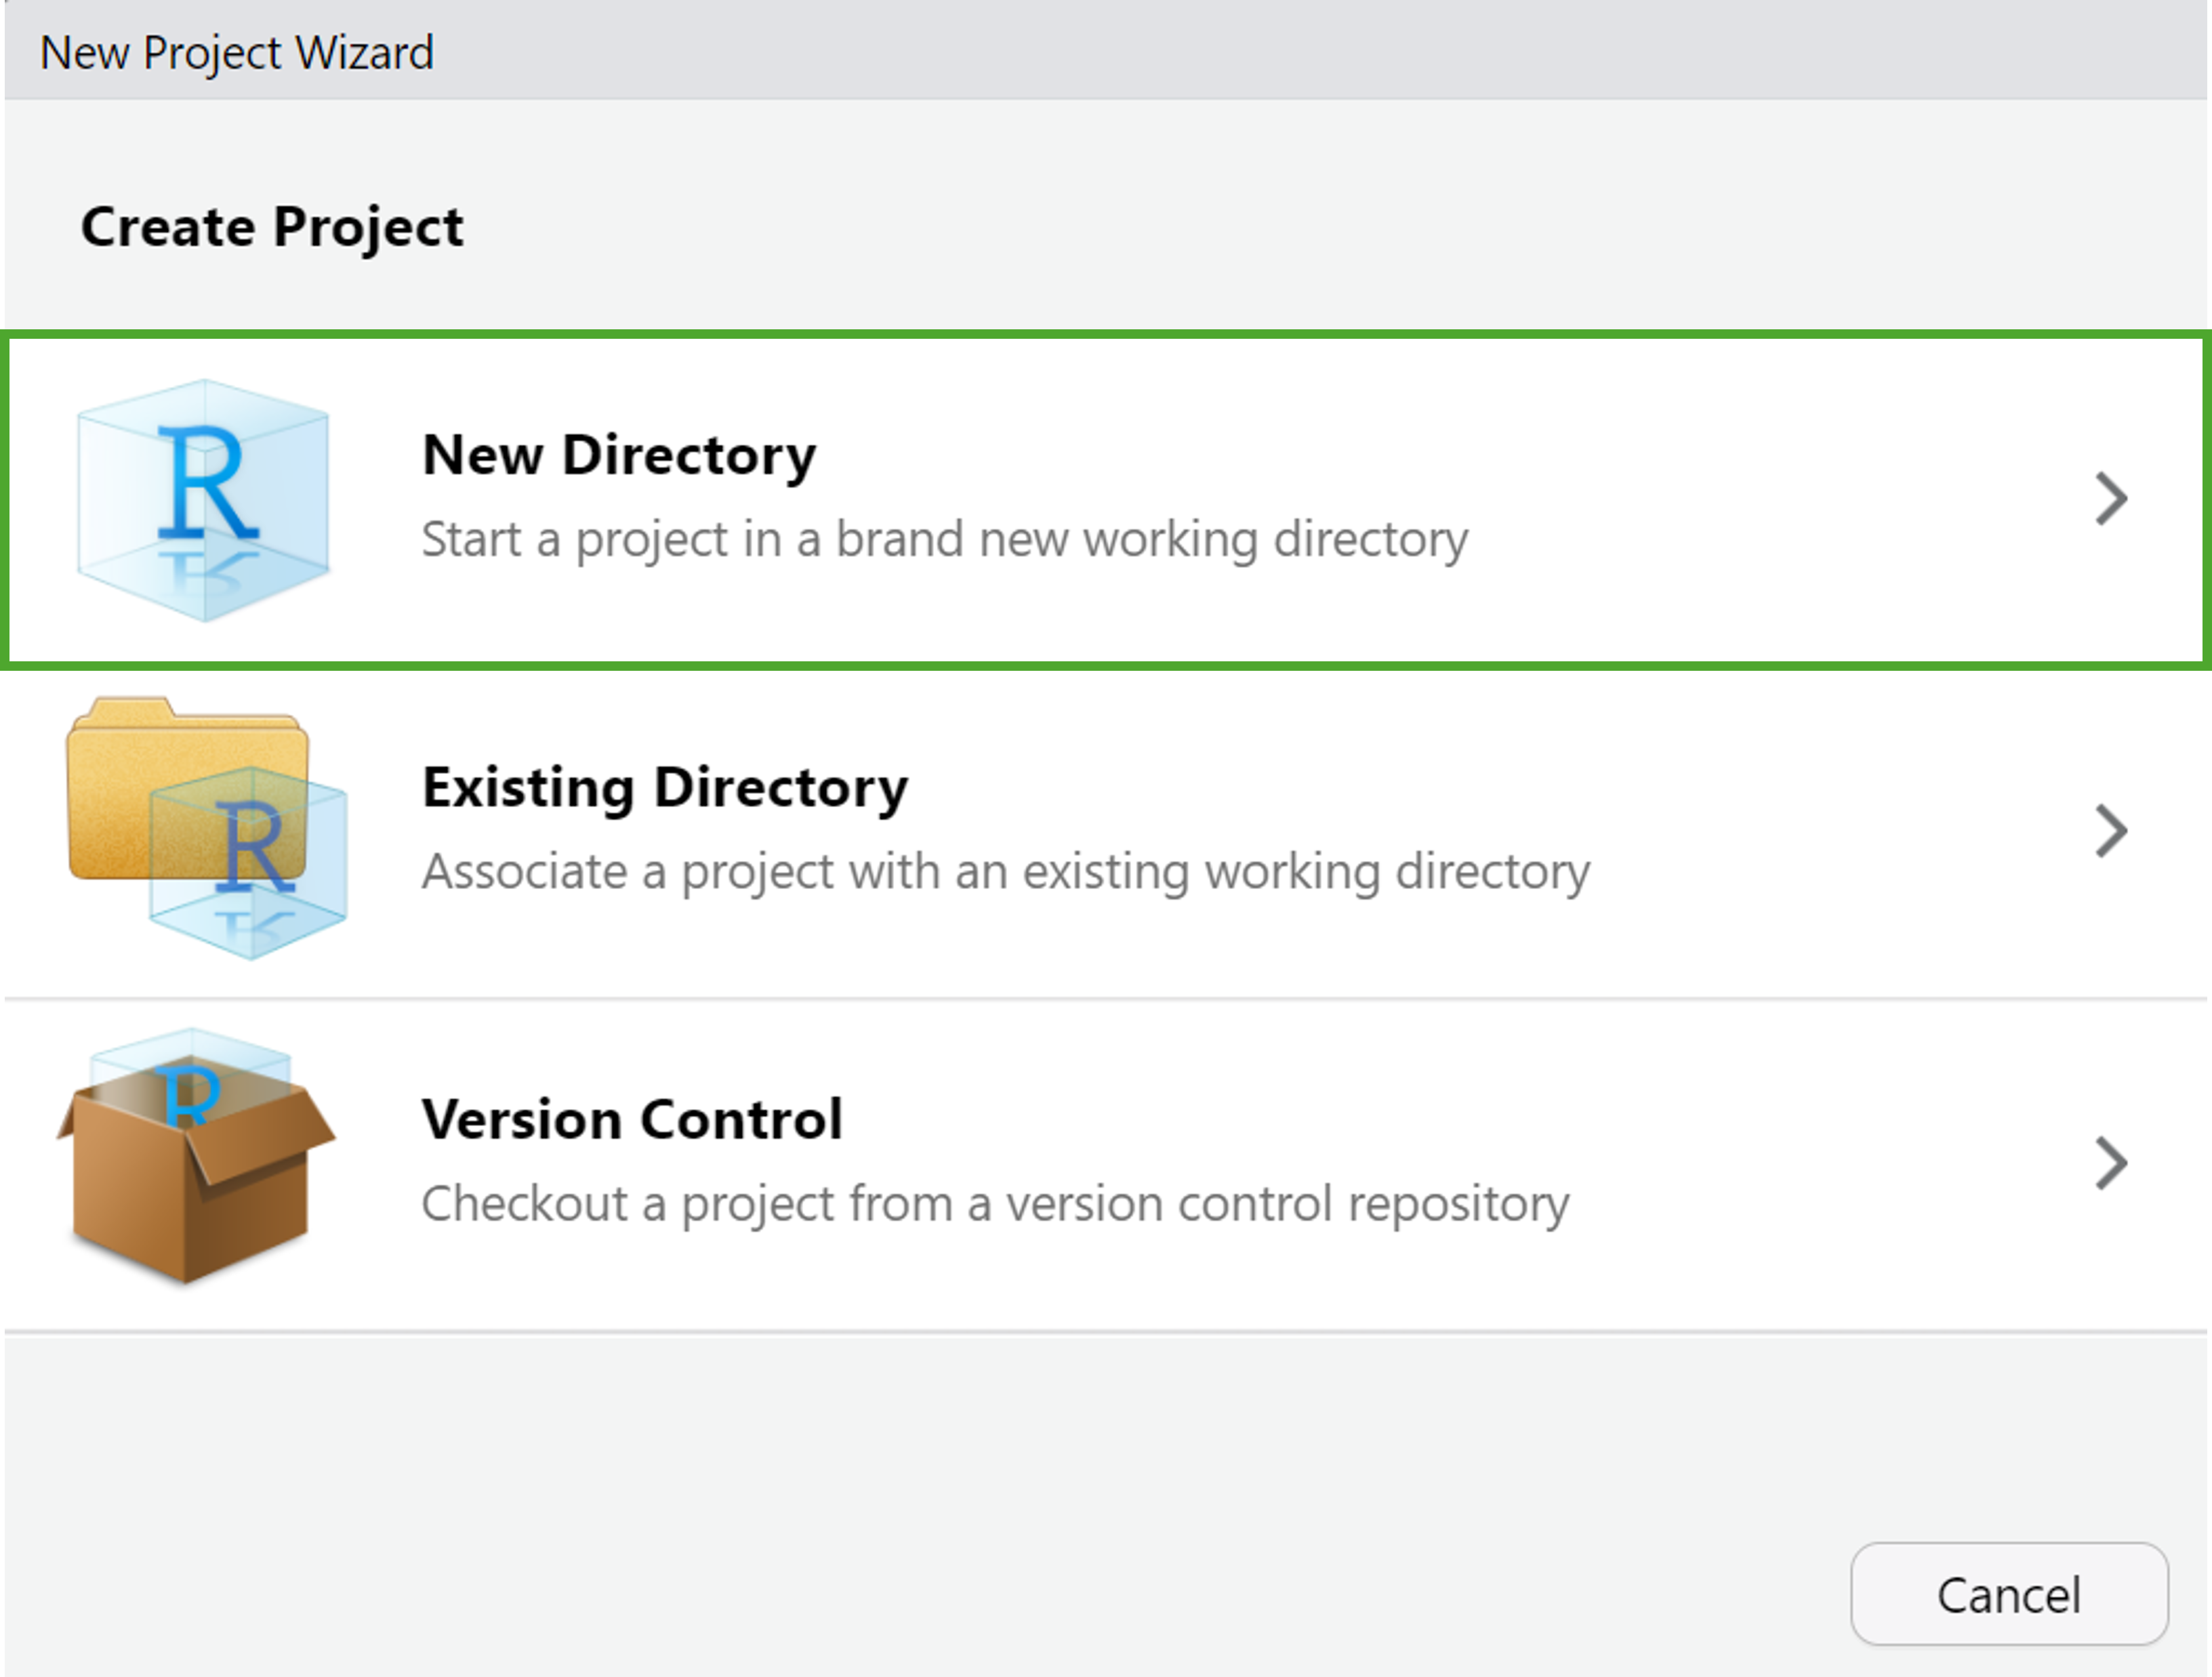 New Project Wizard
Create Project
R
New Directory
Start a project in a brand new working directory
R
Existing Directory
Associate a project with an existing working directory
R
Version Control
Checkout a project from a version control repository
Cancel